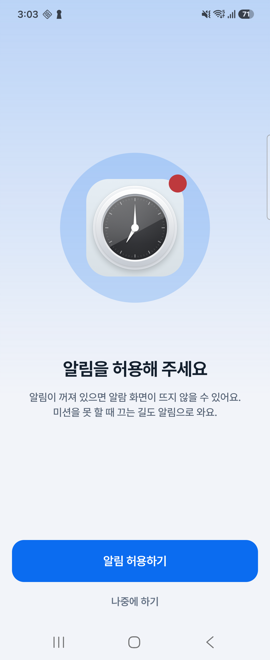 3:03
71
알림을 허용해 주세요
알림이 꺼져 있으면 알람 화면이 뜨지 않을 수 있어요.
미션을 못 할 때 끄는 길도 알림으로 와요.
알림 허용하기
나중에 하기